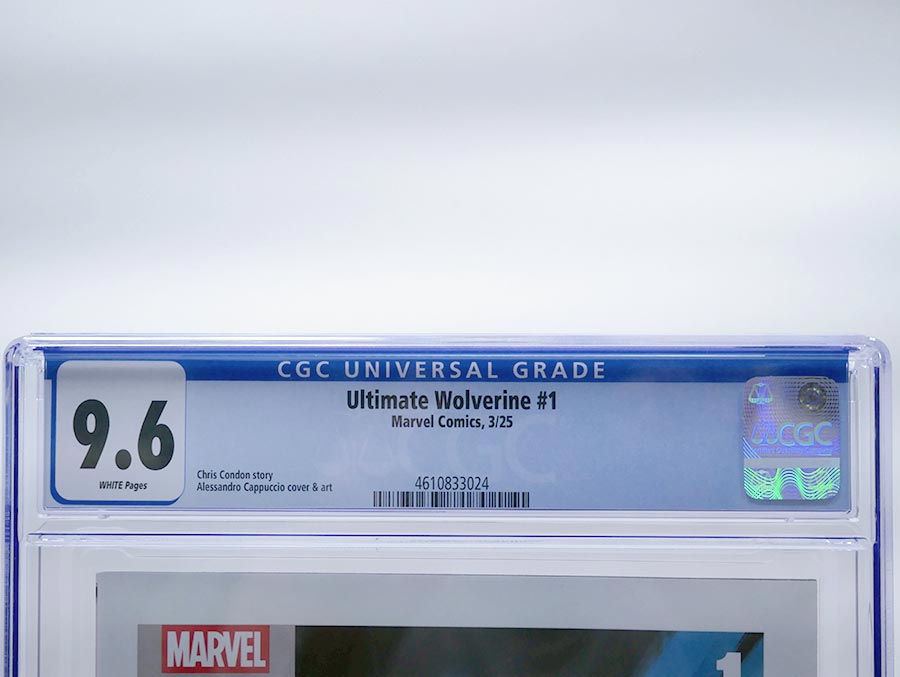 CGC UNIVERSAL GRADE
9.6
WHITE Pages
Ultimate Wolverine #1
Marvel Comics, 3/25
Chris Condon story
Alessandro Cappuccio cover & art
4610833024
CGC
CGC
MARVEL
1